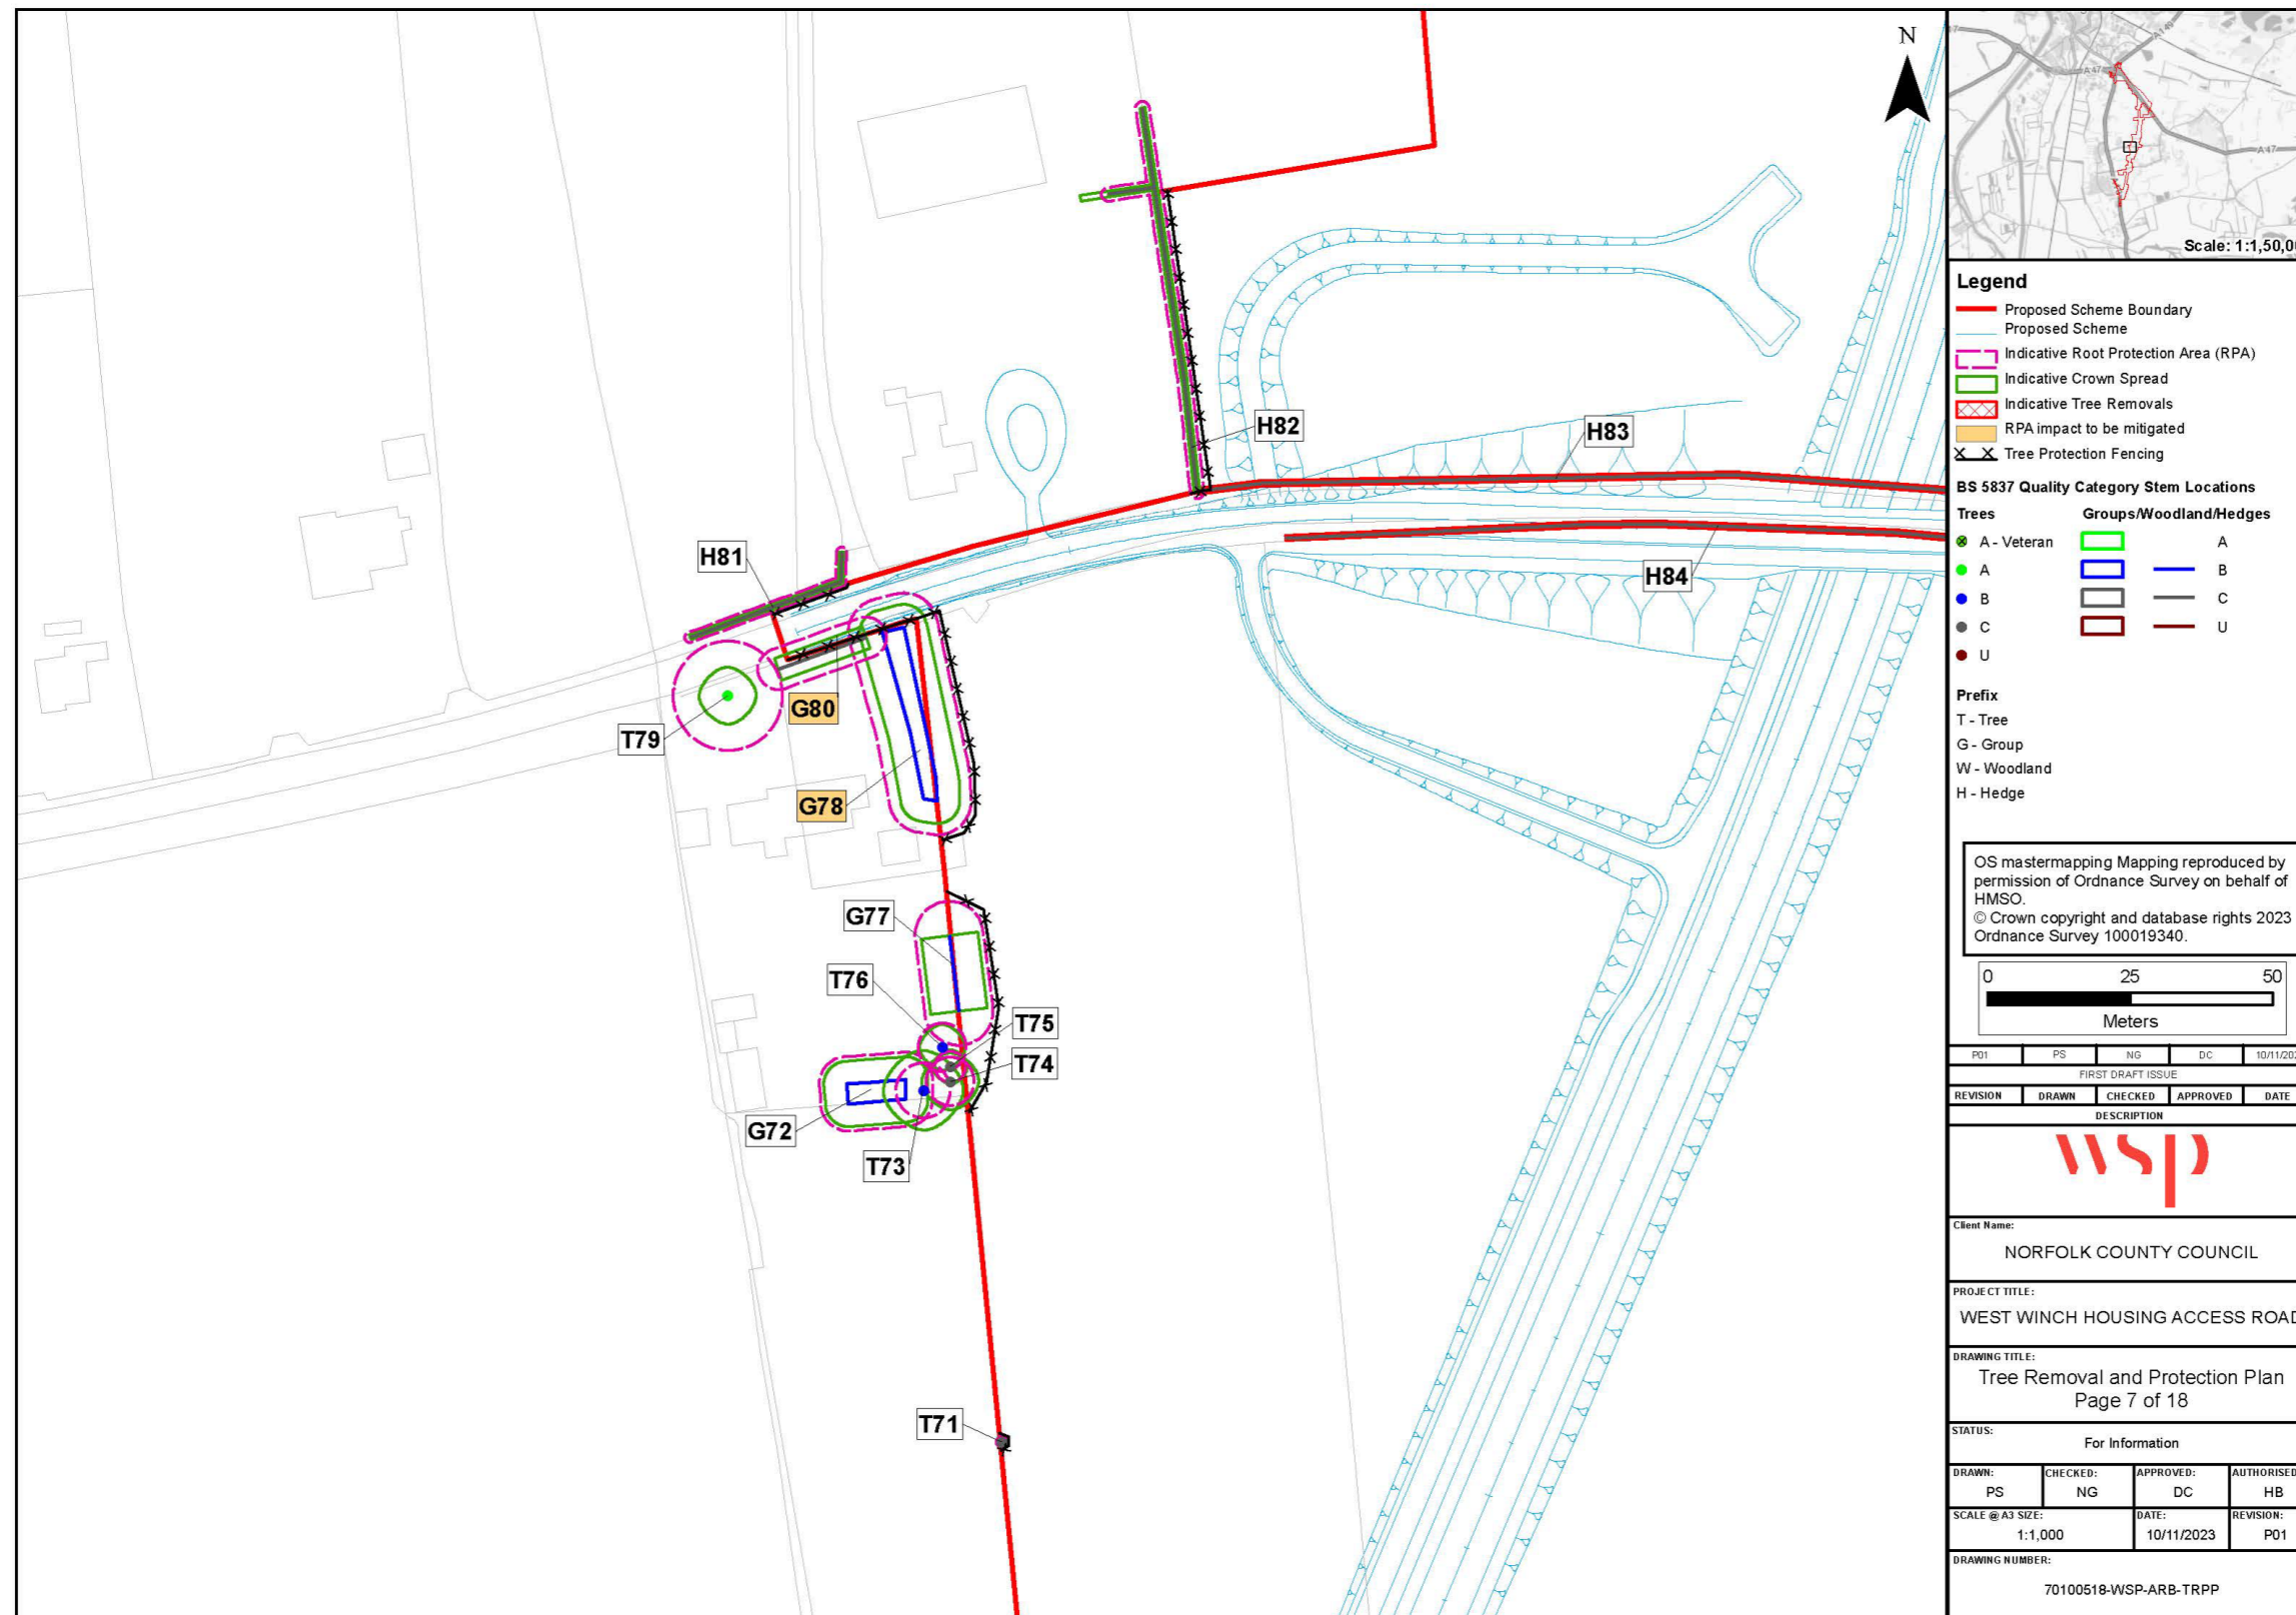 N
H82
H83
H81
H84
G80
T79
G78
G77
T76
T75
T74
G72
T73
T71
A47
A47
Scale: 1:1,50,0
Legend
Proposed Scheme Boundary
Proposed Scheme
Indicative Root Protection Area (RPA)
Indicative Crown Spread
Indicative Tree Removals
RPA impact to be mitigated
Tree Protection Fencing
BS 5837 Quality Category Stem Locations
Trees Groups/Woodland/Hedges
A - Veteran A
A B
B C
C U
U
Prefix
T - Tree
G - Group
W - Woodland
H - Hedge
OS mastermapping Mapping reproduced by
permission of Ordnance Survey on behalf of
HMSO.
© Crown copyright and database rights 2023
Ordnance Survey 100019340.
0 25 50
Meters
P01 PS NG DC 10/11/202
FIRST DRAFT ISSUE
REVISION DRAWN CHECKED APPROVED DATE
DESCRIPTION
wsp
Client Name:
NORFOLK COUNTY COUNCIL
PROJECT TITLE:
WEST WINCH HOUSING ACCESS ROAD
DRAWING TITLE:
Tree Removal and Protection Plan
Page 7 of 18
STATUS:
For Information
DRAWN: CHECKED: APPROVED: AUTHORISED
PS NG DC HB
SCALE @ A3 SIZE: DATE: REVISION:
1:1,000 10/11/2023 P01
DRAWING NUMBER:
70100518-WSP-ARB-TRPP